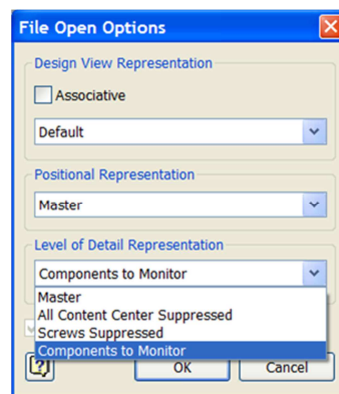 File Open Options
Design View Representation
Associative
Default
Positional Representation
Master
Level of Detail Representation
Components to Monitor
Master
All Content Center Suppressed
Screws Suppressed
Components to Monitor
OK
Cancel